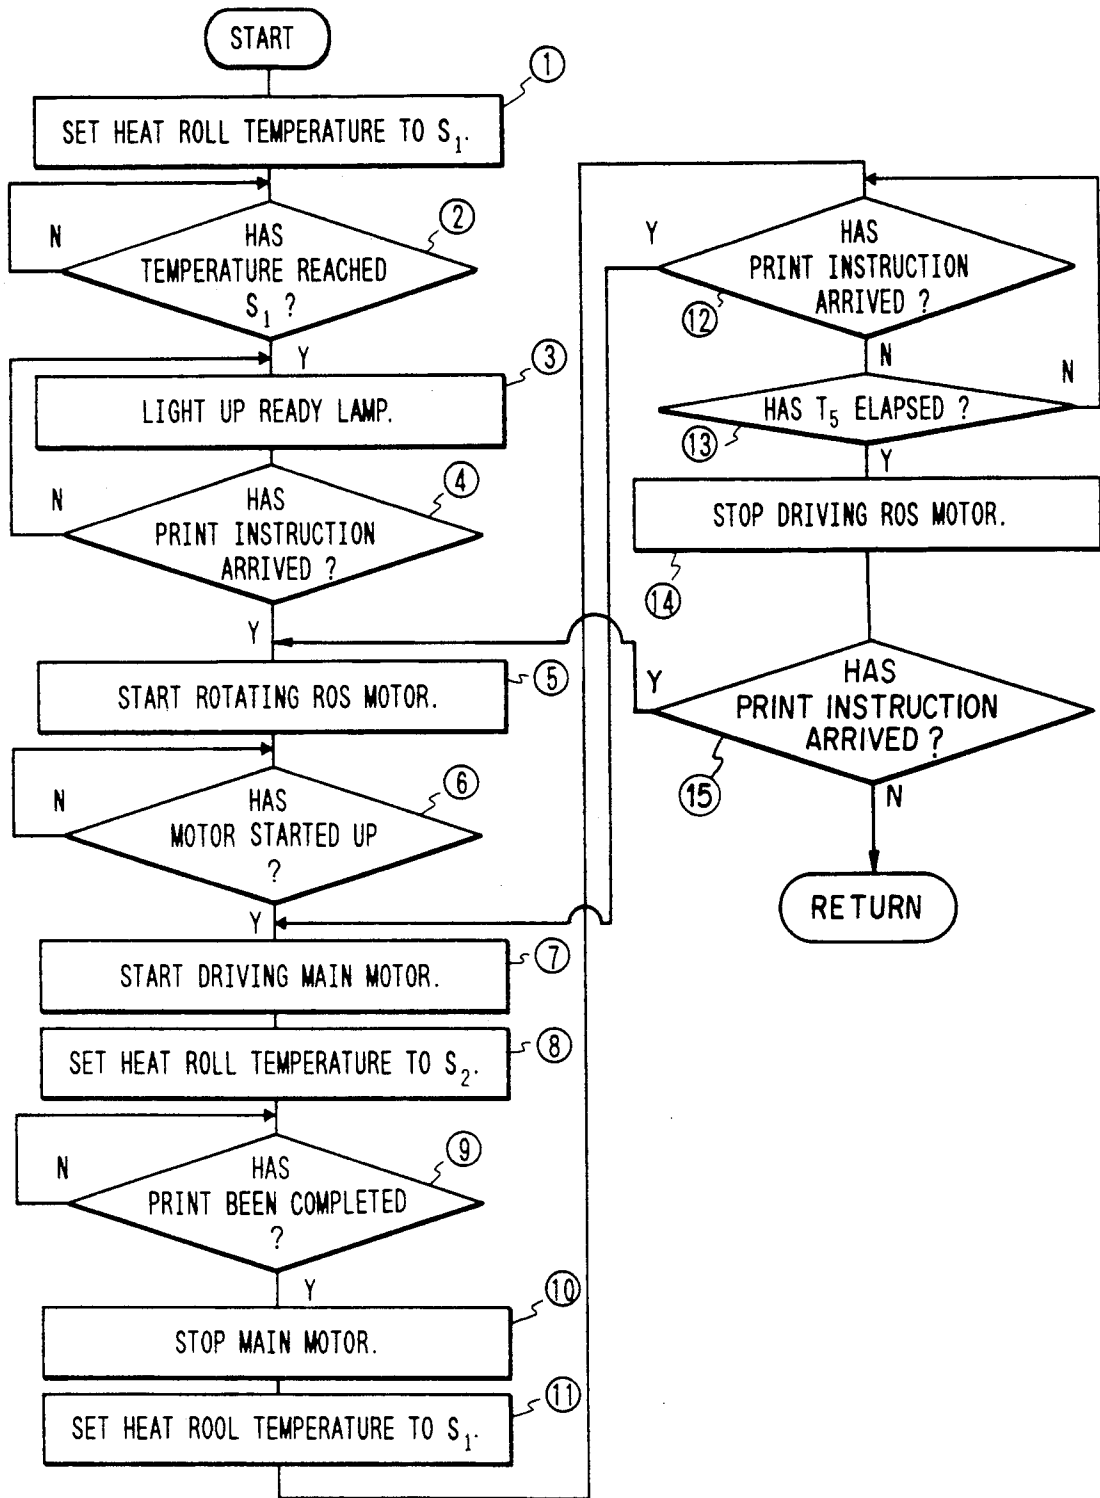 START
①
SET HEAT ROLL TEMPERATURE TO S₁.
②
HAS
TEMPERATURE REACHED
S₁ ?
N
Y
③
LIGHT UP READY LAMP.
④
HAS
PRINT INSTRUCTION
ARRIVED ?
N
Y
⑤
START ROTATING ROS MOTOR.
⑥
HAS
MOTOR STARTED UP
?
N
Y
⑦
START DRIVING MAIN MOTOR.
⑧
SET HEAT ROLL TEMPERATURE TO S₂.
⑨
HAS
PRINT BEEN COMPLETED
?
N
Y
⑩
STOP MAIN MOTOR.
⑪
SET HEAT ROOL TEMPERATURE TO S₁.
Y
HAS
PRINT INSTRUCTION
ARRIVED ?
⑫
N
N
HAS T₅ ELAPSED ?
⑬
Y
STOP DRIVING ROS MOTOR.
⑭
Y
HAS
PRINT INSTRUCTION
ARRIVED ?
⑮
N
RETURN